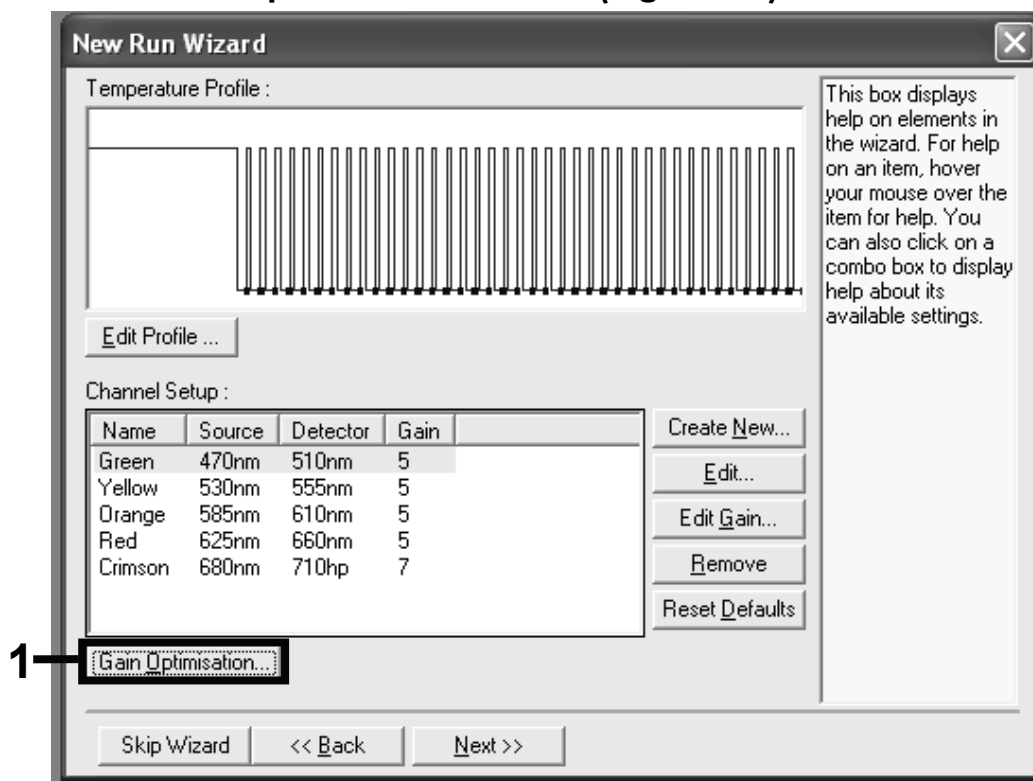 New Run Wizard
Temperature Profile :
Edit Profile ...
Channel Setup :
Name Source Detector Gain
Green 470nm 510nm 5
Yellow 530nm 555nm 5
Orange 585nm 610nm 5
Red 625nm 660nm 5
Crimson 680nm 710hp 7
Create New...
Edit...
Edit Gain...
Remove
Reset Defaults
1
Gain Optimisation...
Skip Wizard
<< Back
Next >>
This box displays
help on elements in
the wizard. For help
on an item, hover
your mouse over the
item for help. You
can also click on a
combo box to display
help about its
available settings.